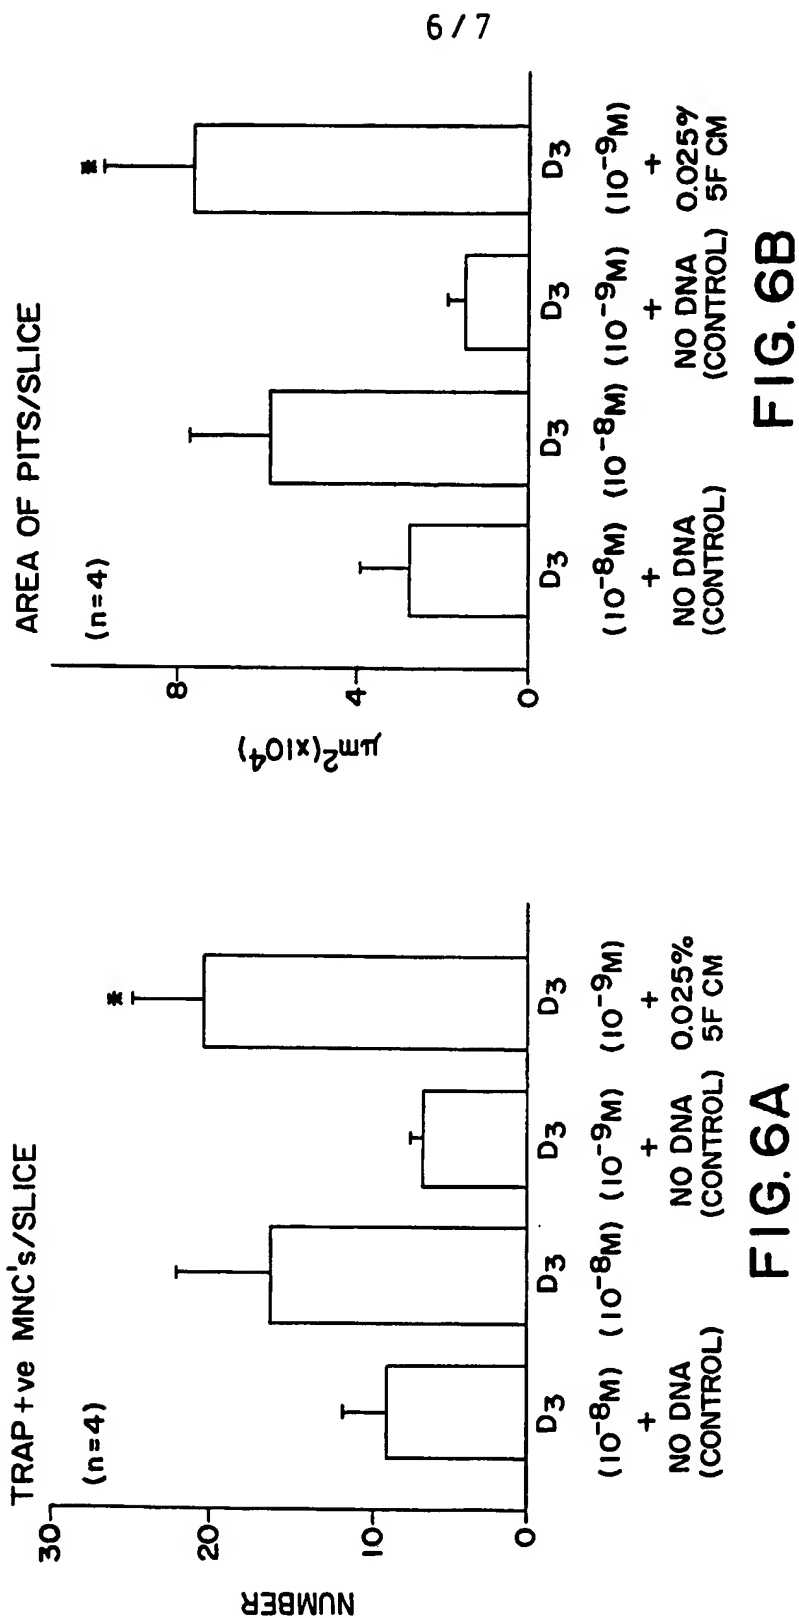 6 / 7
TRAP +ve MNC's/SLICE
(n=4)
NUMBER
30
20
10
0
D3 D3 D3 D3
(10-8M) (10-8M) (10-9M) (10-9M)
+ + +
NO DNA NO DNA 0.025%
(CONTROL) (CONTROL) 5F CM
*
FIG. 6A
AREA OF PITS/SLICE
(n=4)
μm2(x104)
8
4
0
D3 D3 D3 D3
(10-8M) (10-8M) (10-9M) (10-9M)
+ + +
NO DNA NO DNA 0.025%
(CONTROL) (CONTROL) 5F CM
*
FIG. 6B